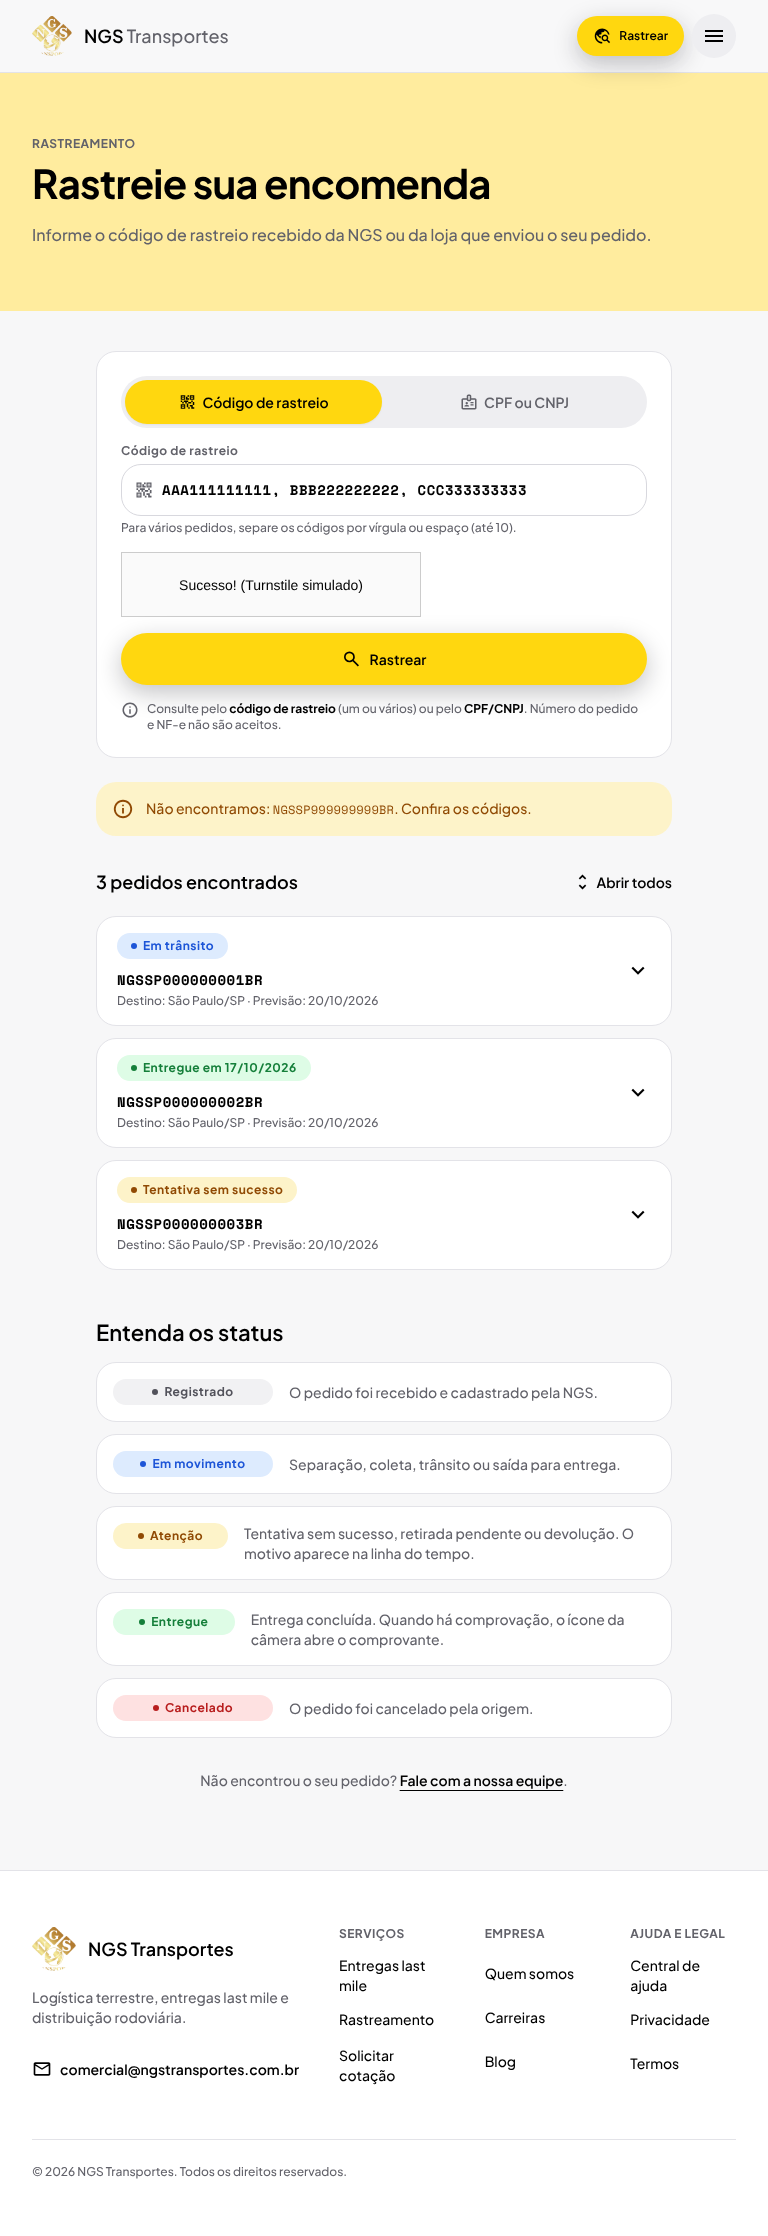 NGS Transportes
Rastrear
RASTREAMENTO
Rastreie sua encomenda
Informe o código de rastreio recebido da NGS ou da loja que enviou o seu pedido.
Código de rastreio
CPF ou CNPJ
Código de rastreio
AAA111111111, BBB222222222, CCC333333333
Para vários pedidos, separe os códigos por vírgula ou espaço (até 10).
Sucesso! (Turnstile simulado)
Rastrear
Consulte pelo código de rastreio (um ou vários) ou pelo CPF/CNPJ. Número do pedido
e NF-e não são aceitos.
Não encontramos: NGSSP999999999BR. Confira os códigos.
3 pedidos encontrados
Abrir todos
Em trânsito
NGSSP000000001BR
Destino: São Paulo/SP · Previsão: 20/10/2026
Entregue em 17/10/2026
NGSSP000000002BR
Destino: São Paulo/SP · Previsão: 20/10/2026
Tentativa sem sucesso
NGSSP000000003BR
Destino: São Paulo/SP · Previsão: 20/10/2026
Entenda os status
Registrado
O pedido foi recebido e cadastrado pela NGS.
Em movimento
Separação, coleta, trânsito ou saída para entrega.
Atenção
Tentativa sem sucesso, retirada pendente ou devolução. O
motivo aparece na linha do tempo.
Entregue
Entrega concluída. Quando há comprovação, o ícone da
câmera abre o comprovante.
Cancelado
O pedido foi cancelado pela origem.
Não encontrou o seu pedido? Fale com a nossa equipe.
NGS Transportes
Logística terrestre, entregas last mile e
distribuição rodoviária.
comercial@ngstransportes.com.br
SERVIÇOS
Entregas last
mile
Rastreamento
Solicitar
cotação
EMPRESA
Quem somos
Carreiras
Blog
AJUDA E LEGAL
Central de
ajuda
Privacidade
Termos
© 2026 NGS Transportes. Todos os direitos reservados.